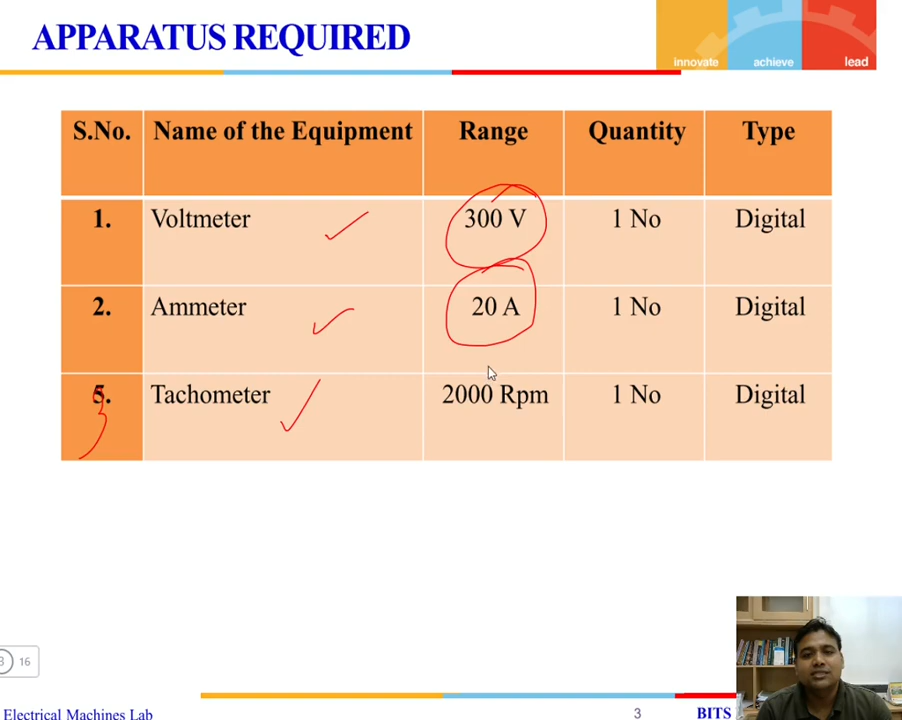 APPARATUS REQUIRED
innovate achieve lead
S.No. Name of the Equipment Range Quantity Type
1. Voltmeter 300 V 1 No Digital
2. Ammeter 20 A 1 No Digital
5. Tachometer 2000 Rpm 1 No Digital
3 16
Electrical Machines Lab 3 BITS